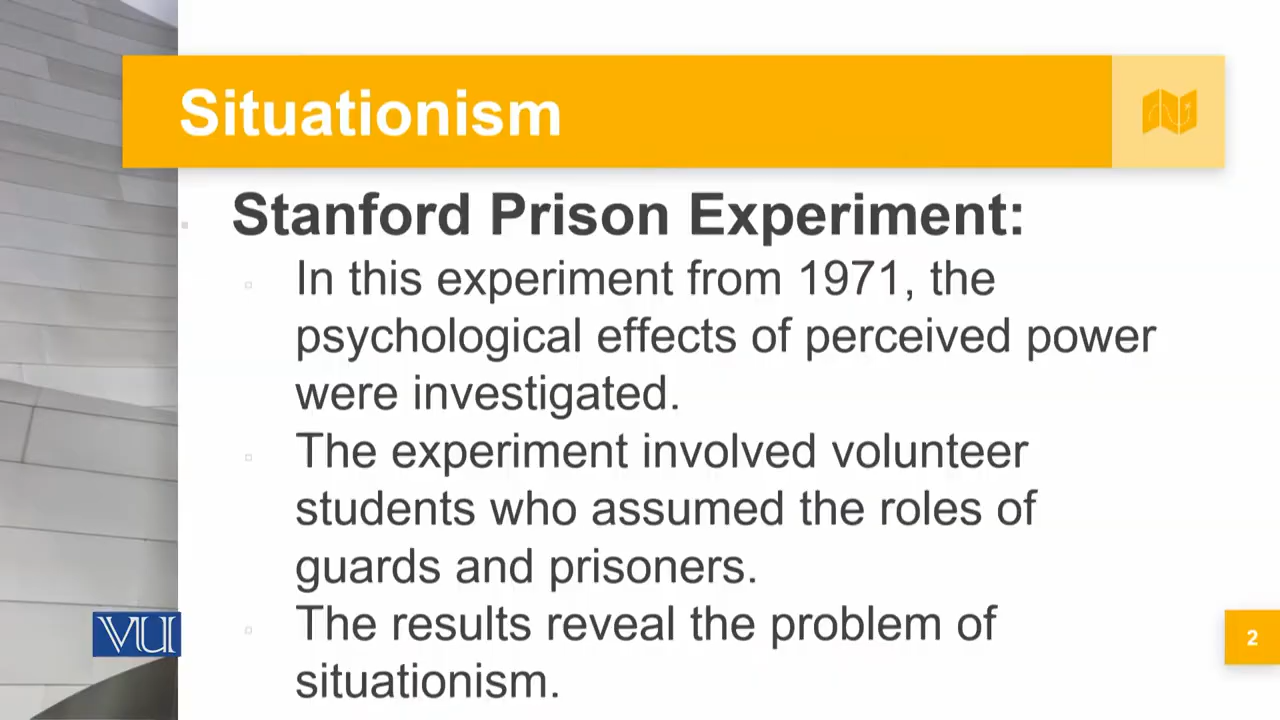 Situationism
Stanford Prison Experiment:
In this experiment from 1971, the
psychological effects of perceived power
were investigated.
The experiment involved volunteer
students who assumed the roles of
guards and prisoners.
The results reveal the problem of
situationism.
VU
2